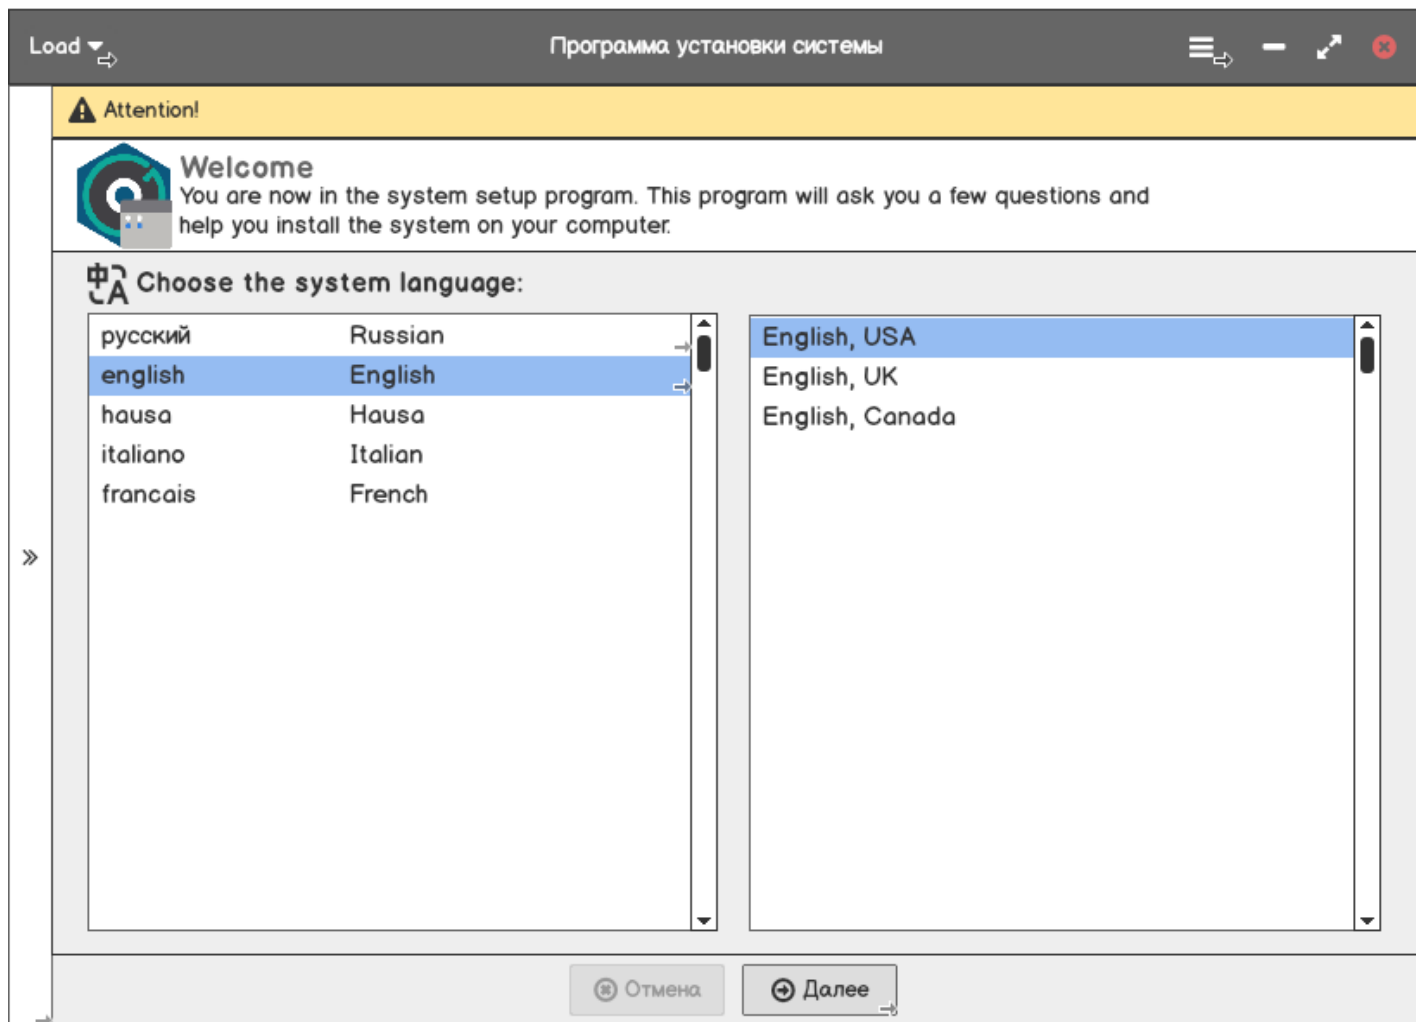 Load
Программа установки системы
Attention!
Welcome
You are now in the system setup program. This program will ask you a few questions and
help you install the system on your computer.
Choose the system language:
русский Russian
english English
hausa Hausa
italiano Italian
francais French
English, USA
English, UK
English, Canada
Отмена
Далее